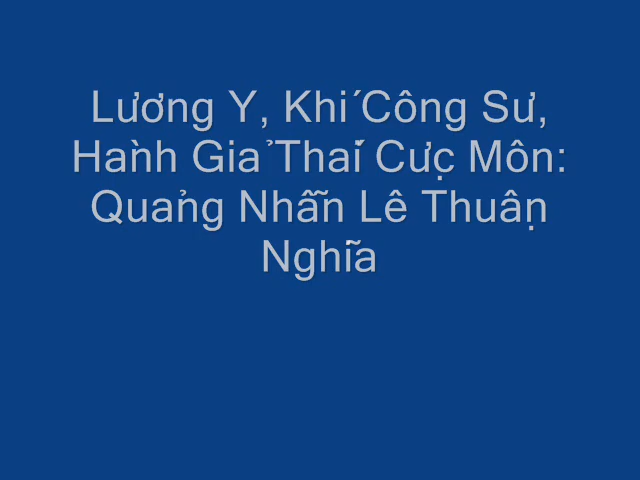 Lương Y, Khí Công Sư,
Hành Giả Thái Cực Môn:
Quảng Nhẫn Lê Thuận
Nghĩa